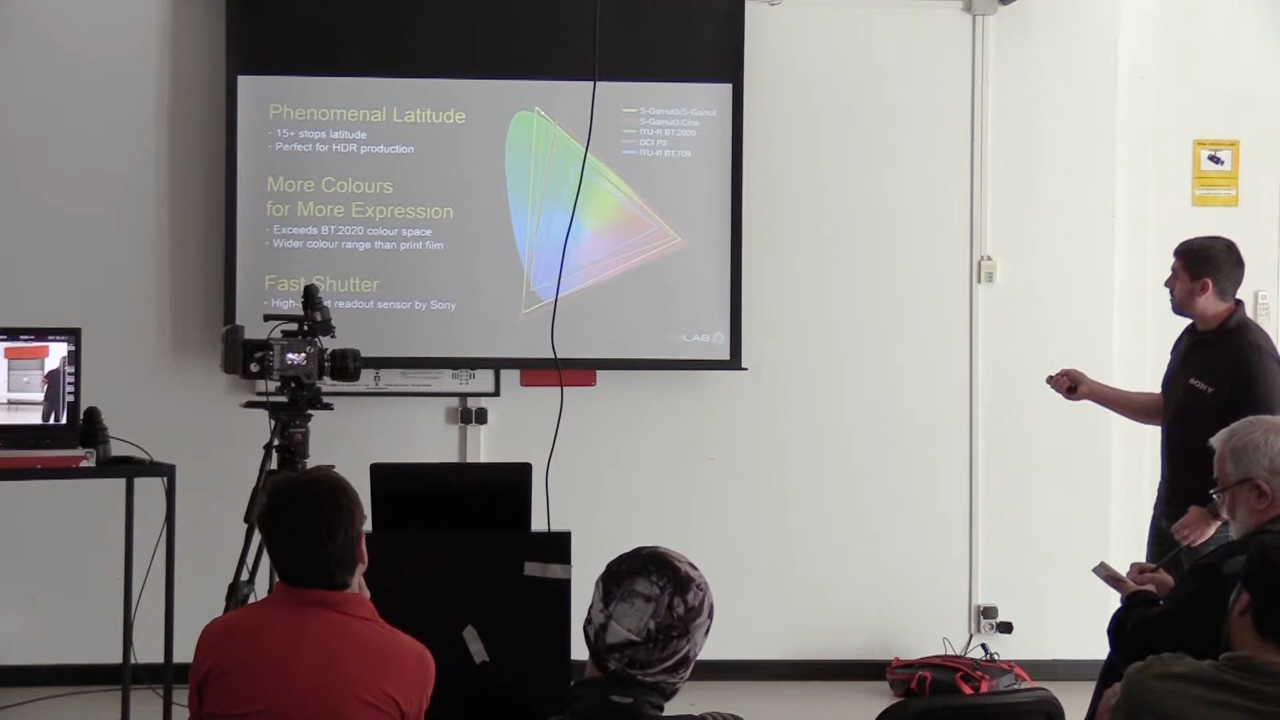 Phenomenal Latitude
- 15+ stops latitude
- Perfect for HDR production
More Colours
for More Expression
- Exceeds BT.2020 colour space
- Wider colour range than print film
Fast Shutter
readout sensor by Sony
S-Gamut3/S-Gamut
S-Gamut3.Cine
ITU-R BT.2020
DCI P3
ITU-R BT.709
LAB
SONY